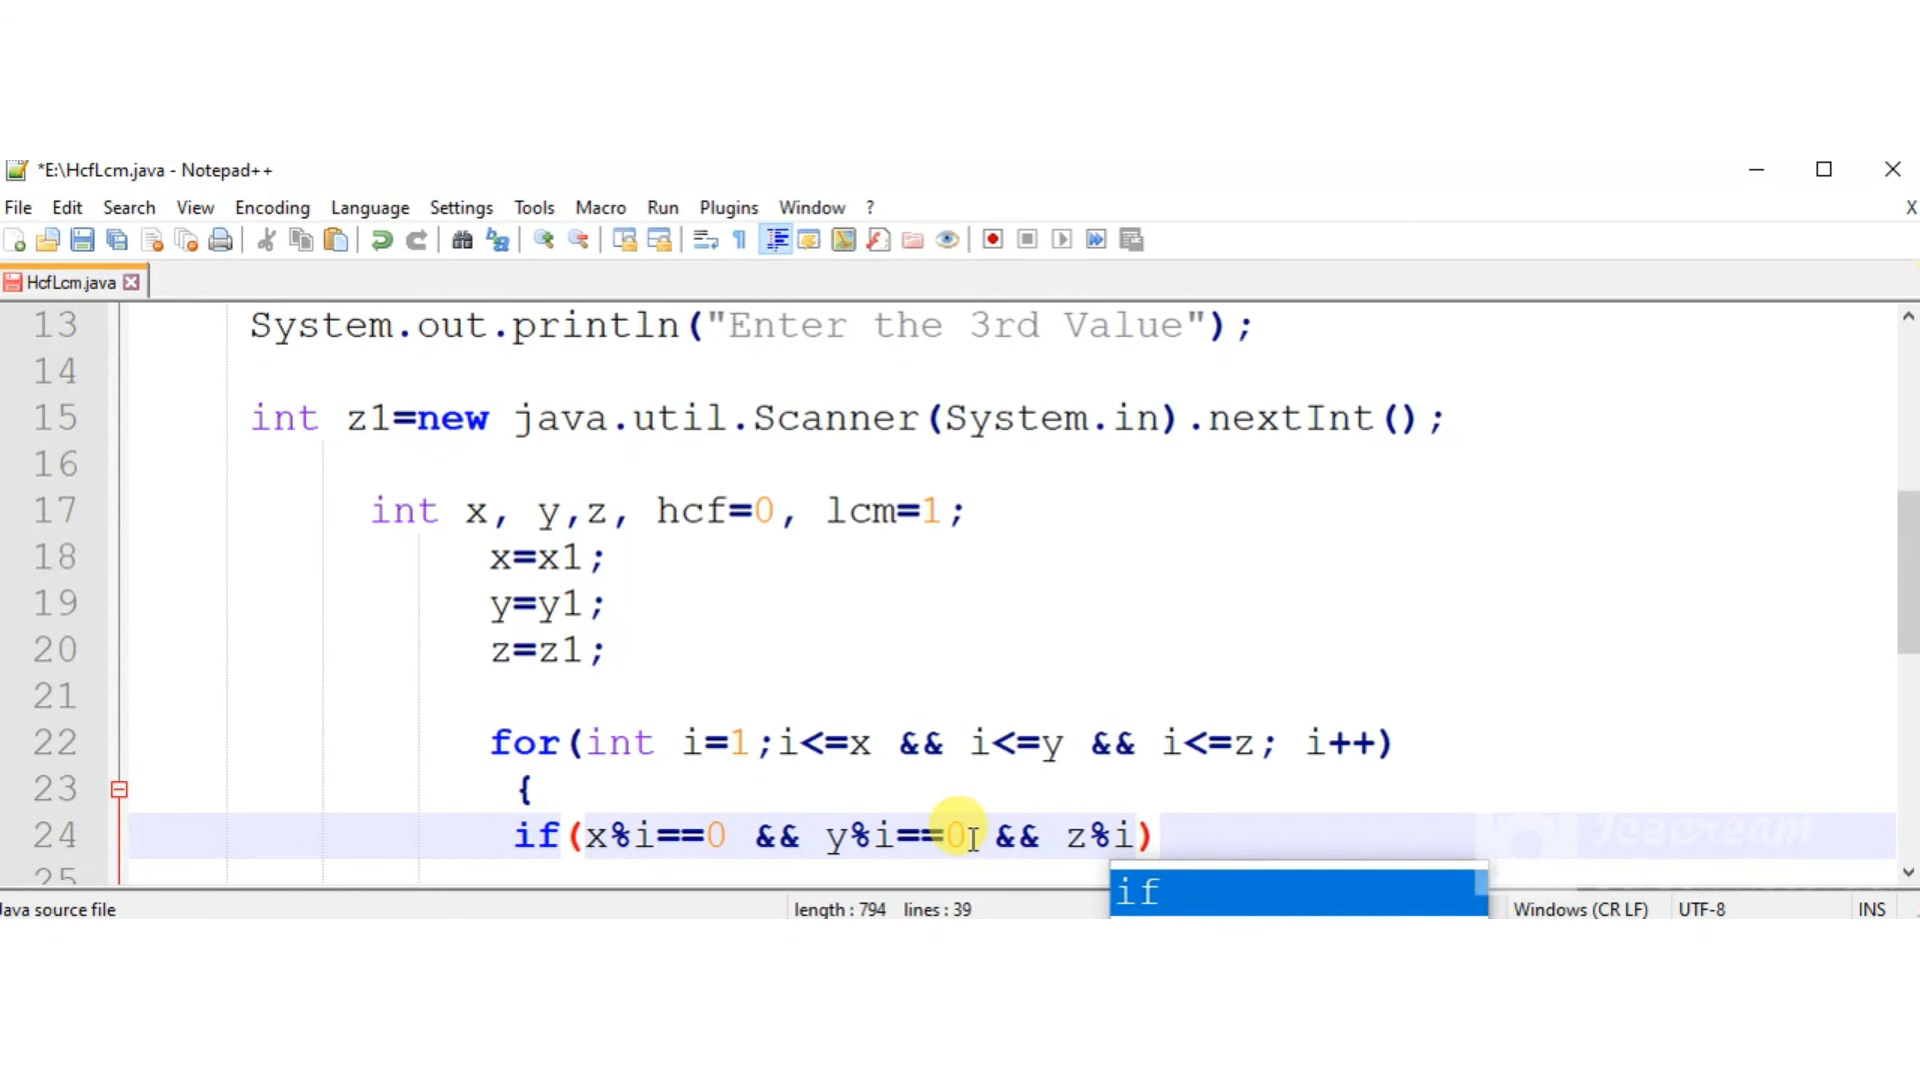 *E:\HcfLcm.java - Notepad++
File Edit Search View Encoding Language Settings Tools Macro Run Plugins Window ? X
HcfLcm.java
13 System.out.println("Enter the 3rd Value");
14
15 int z1=new java.util.Scanner(System.in).nextInt();
16
17 int x, y,z, hcf=0, lcm=1;
18 x=x1;
19 y=y1;
20 z=z1;
21
22 for(int i=1;i<=x && i<=y && i<=z; i++)
23 {
24 if(x%i==0 && y%i==0 && z%i)
25
if
Java source file length : 794 lines : 39 Windows (CR LF) UTF-8 INS
Icecream